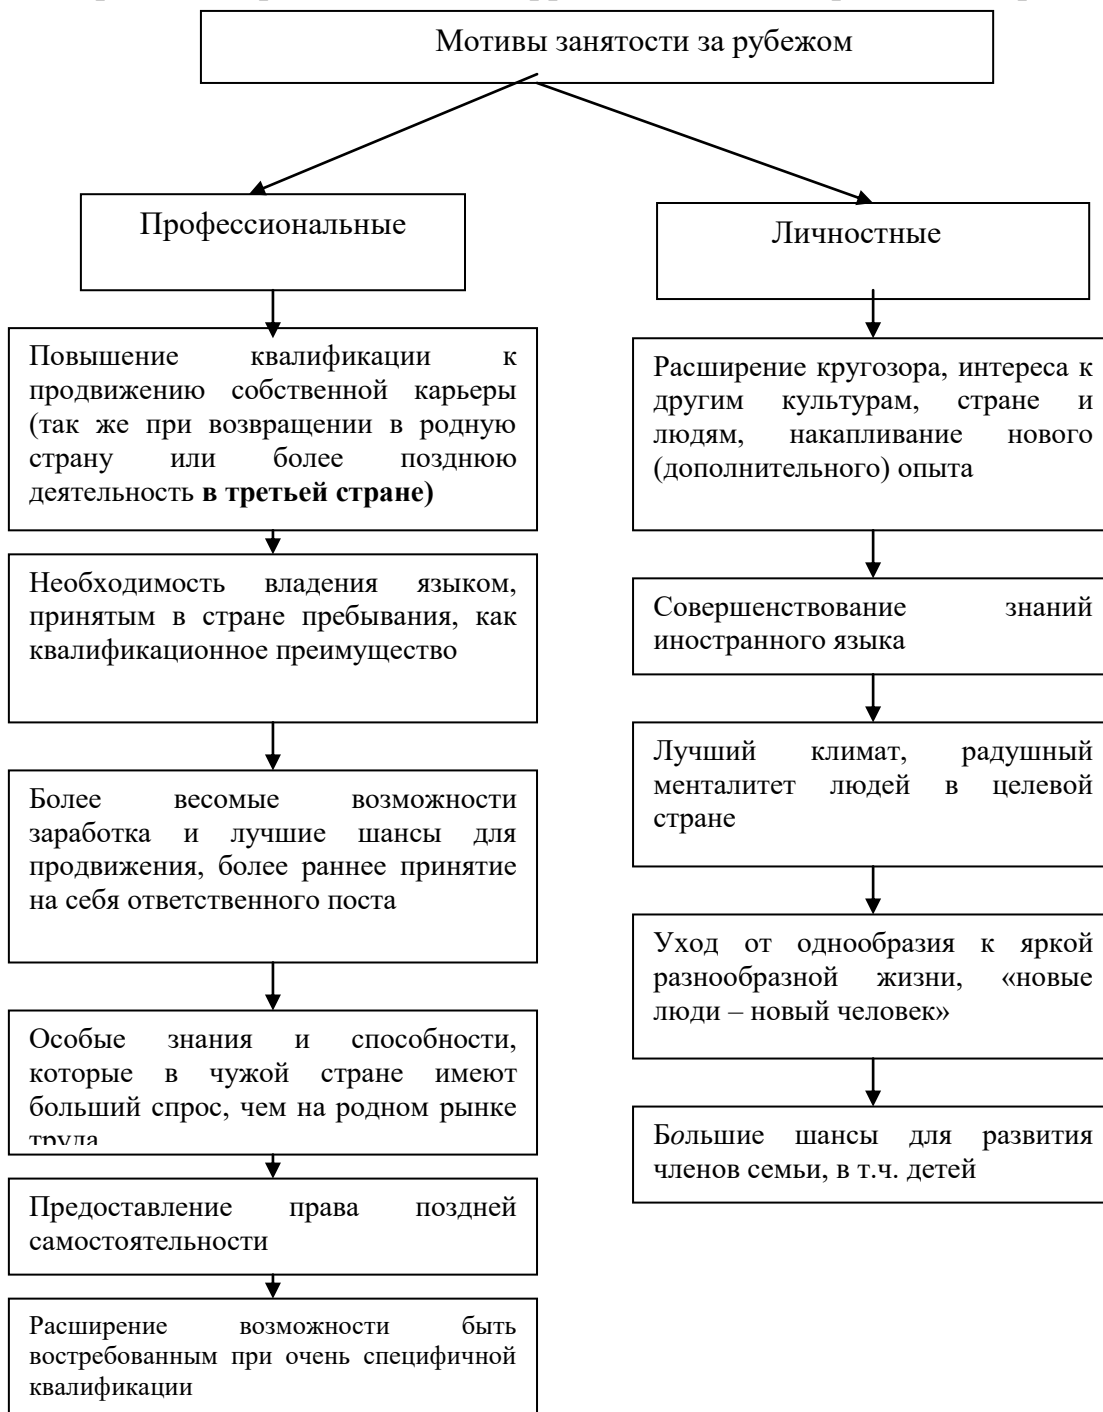 Мотивы занятости за рубежом
Профессиональные
Повышение квалификации к
продвижению собственной карьеры
(так же при возвращении в родную
страну или более позднюю
деятельность в третьей стране)
Необходимость владения языком,
принятым в стране пребывания, как
квалификационное преимущество
Более весомые возможности
заработка и лучшие шансы для
продвижения, более раннее принятие
на себя ответственного поста
Особые знания и способности,
которые в чужой стране имеют
больший спрос, чем на родном рынке
труда
Предоставление права поздней
самостоятельности
Расширение возможности быть
востребованным при очень специфичной
квалификации
Личностные
Расширение кругозора, интереса к
другим культурам, стране и
людям, накапливание нового
(дополнительного) опыта
Совершенствование знаний
иностранного языка
Лучший климат, радушный
менталитет людей в целевой
стране
Уход от однообразия к яркой
разнообразной жизни, «новые
люди – новый человек»
Большие шансы для развития
членов семьи, в т.ч. детей